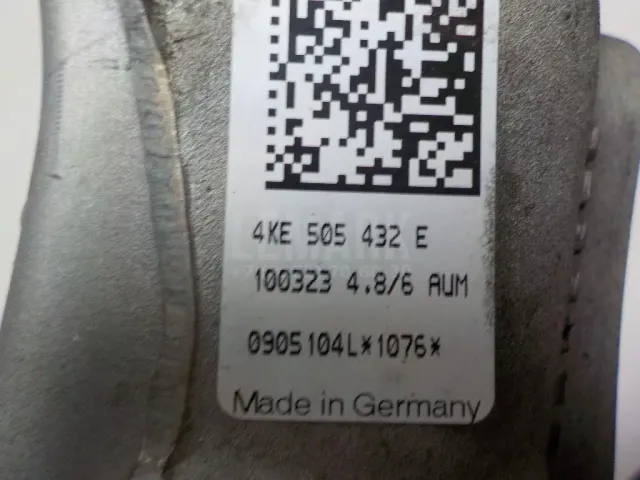 4KE 505 432 E
100323 4.8/6 AUM
0905104L*1076*
Made in Germany